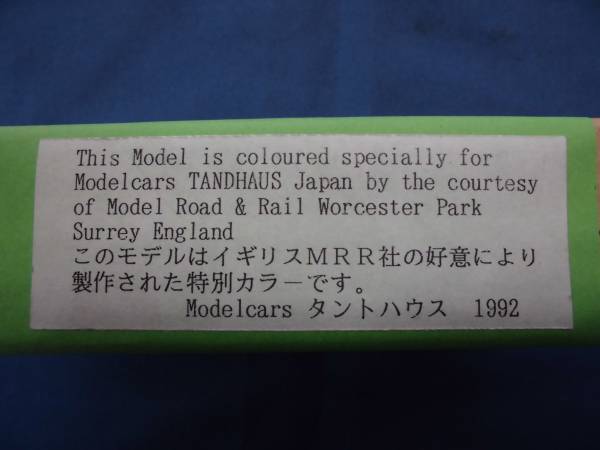 This Model is coloured specially for
Modelcars TANDHAUS Japan by the courtesy
of Model Road & Rail Worcester Park
Surrey England
このモデルはイギリスＭＲＲ社の好意により
製作された特別カラーです。
Modelcars タントハウス 1992